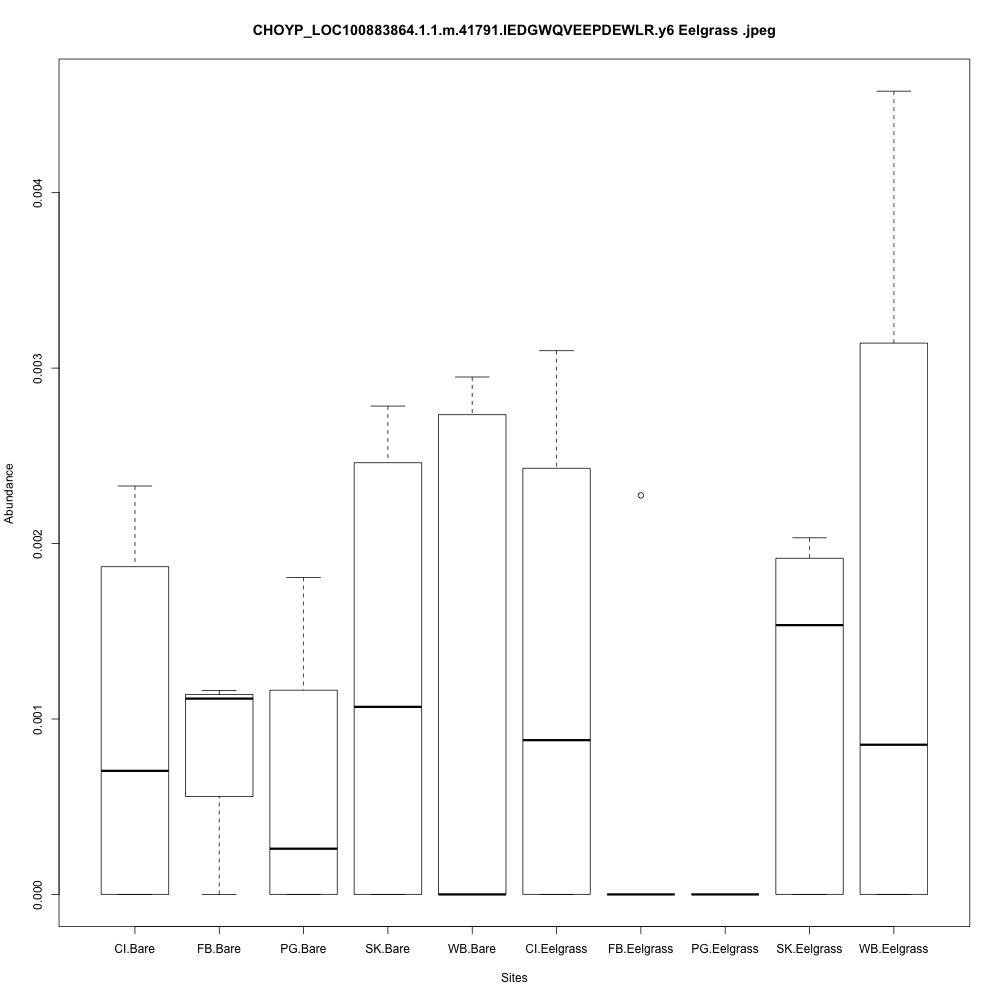 CHOYP_LOC100883864.1.1.m.41791.IEDGWQVEEPDEWLR.y6 Eelgrass .jpeg
Abundance
0.004
0.003
0.002
0.001
0.000
CI.Bare FB.Bare PG.Bare SK.Bare WB.Bare CI.Eelgrass FB.Eelgrass PG.Eelgrass SK.Eelgrass WB.Eelgrass
Sites